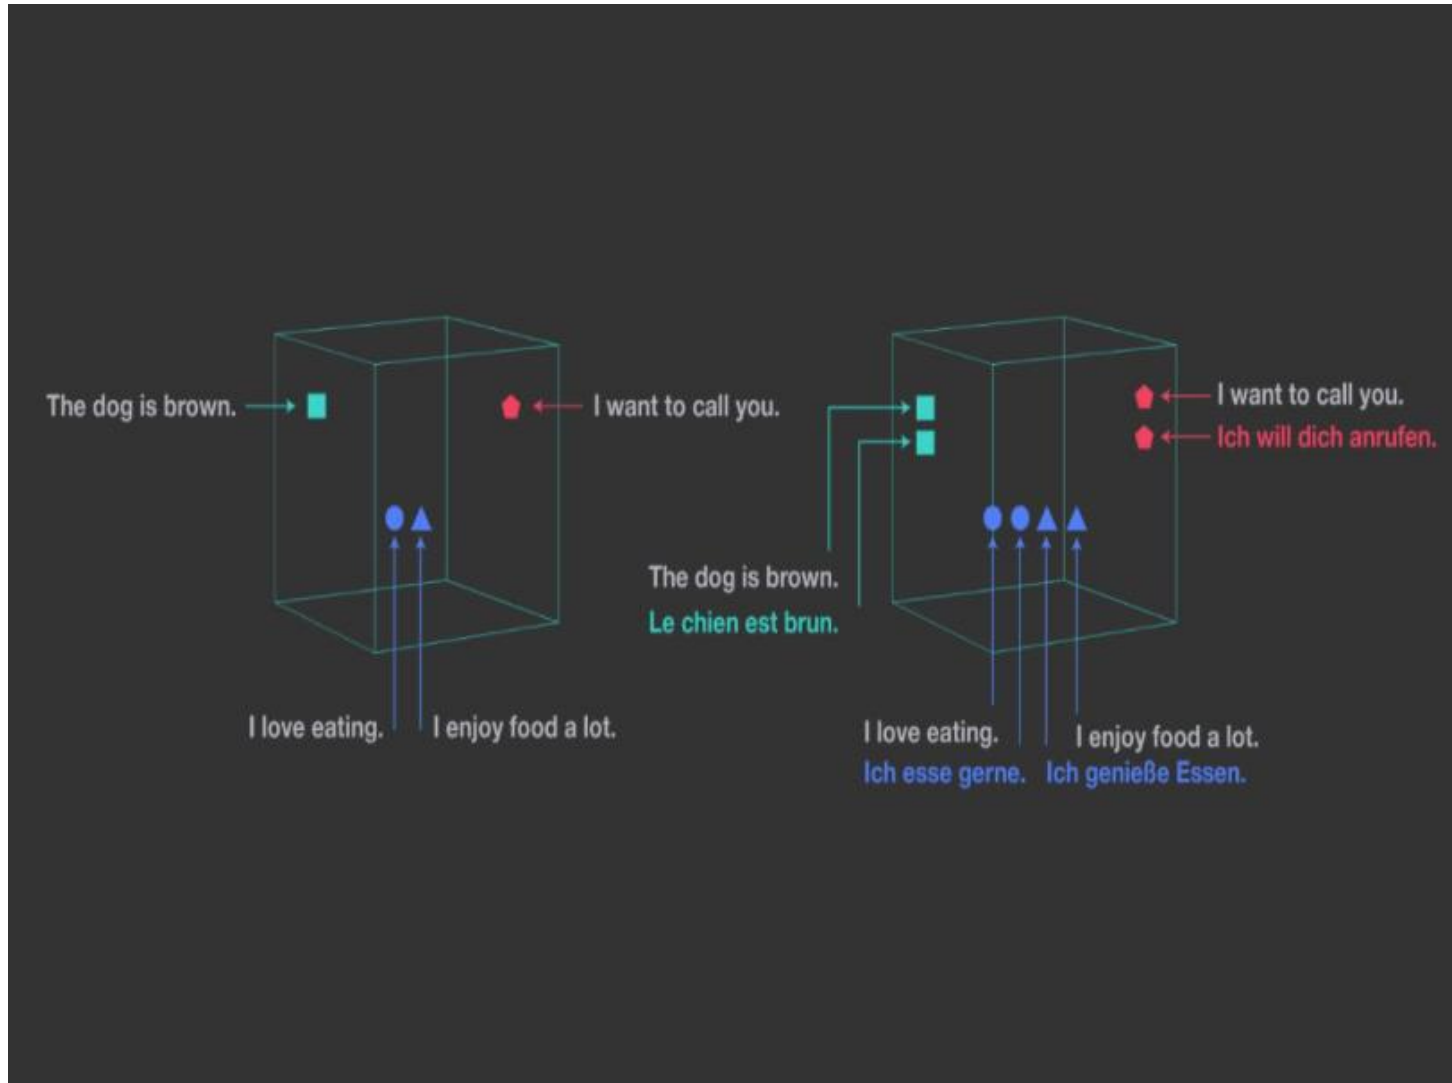 The dog is brown.
I want to call you.
I love eating.
I enjoy food a lot.
I want to call you.
Ich will dich anrufen.
The dog is brown.
Le chien est brun.
I love eating.
I enjoy food a lot.
Ich esse gerne.
Ich genieße Essen.